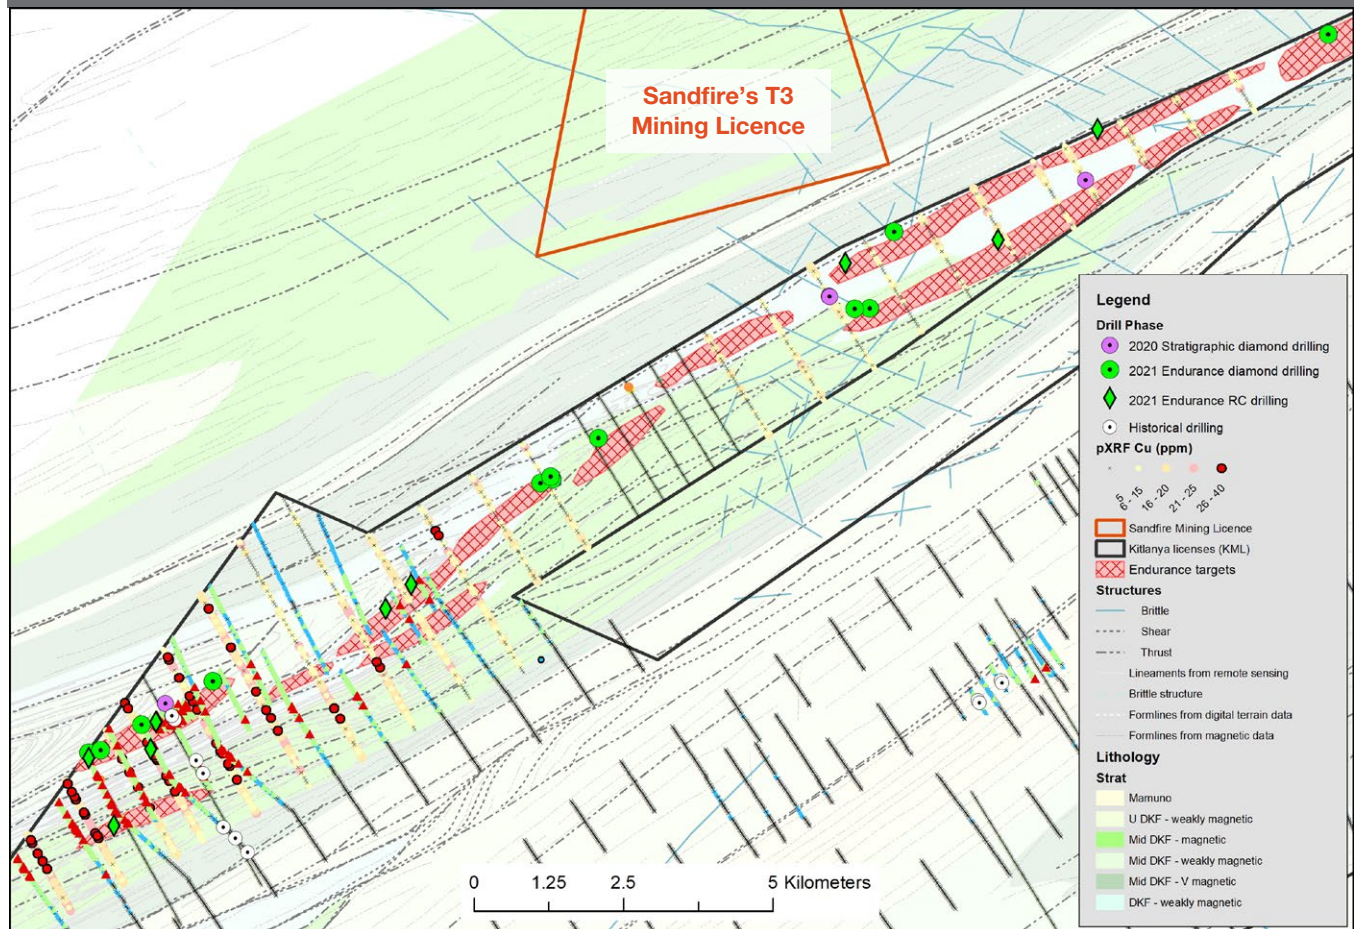 Sandfire's T3
Mining Licence
Legend
Drill Phase
2020 Stratigraphic diamond drilling
2021 Endurance diamond drilling
2021 Endurance RC drilling
Historical drilling
pXRF Cu (ppm)
5
6 - 15
16 - 20
21 - 25
26 - 40
Sandfire Mining Licence
Kitlanya licenses (KML)
Endurance targets
Structures
Brittle
Shear
Thrust
Lineaments from remote sensing
Brittle structure
Formlines from digital terrain data
Formlines from magnetic data
Lithology
Strat
Mamuno
U DKF - weakly magnetic
Mid DKF - magnetic
Mid DKF - weakly magnetic
Mid DKF - V magnetic
DKF - weakly magnetic
0 1.25 2.5 5 Kilometers